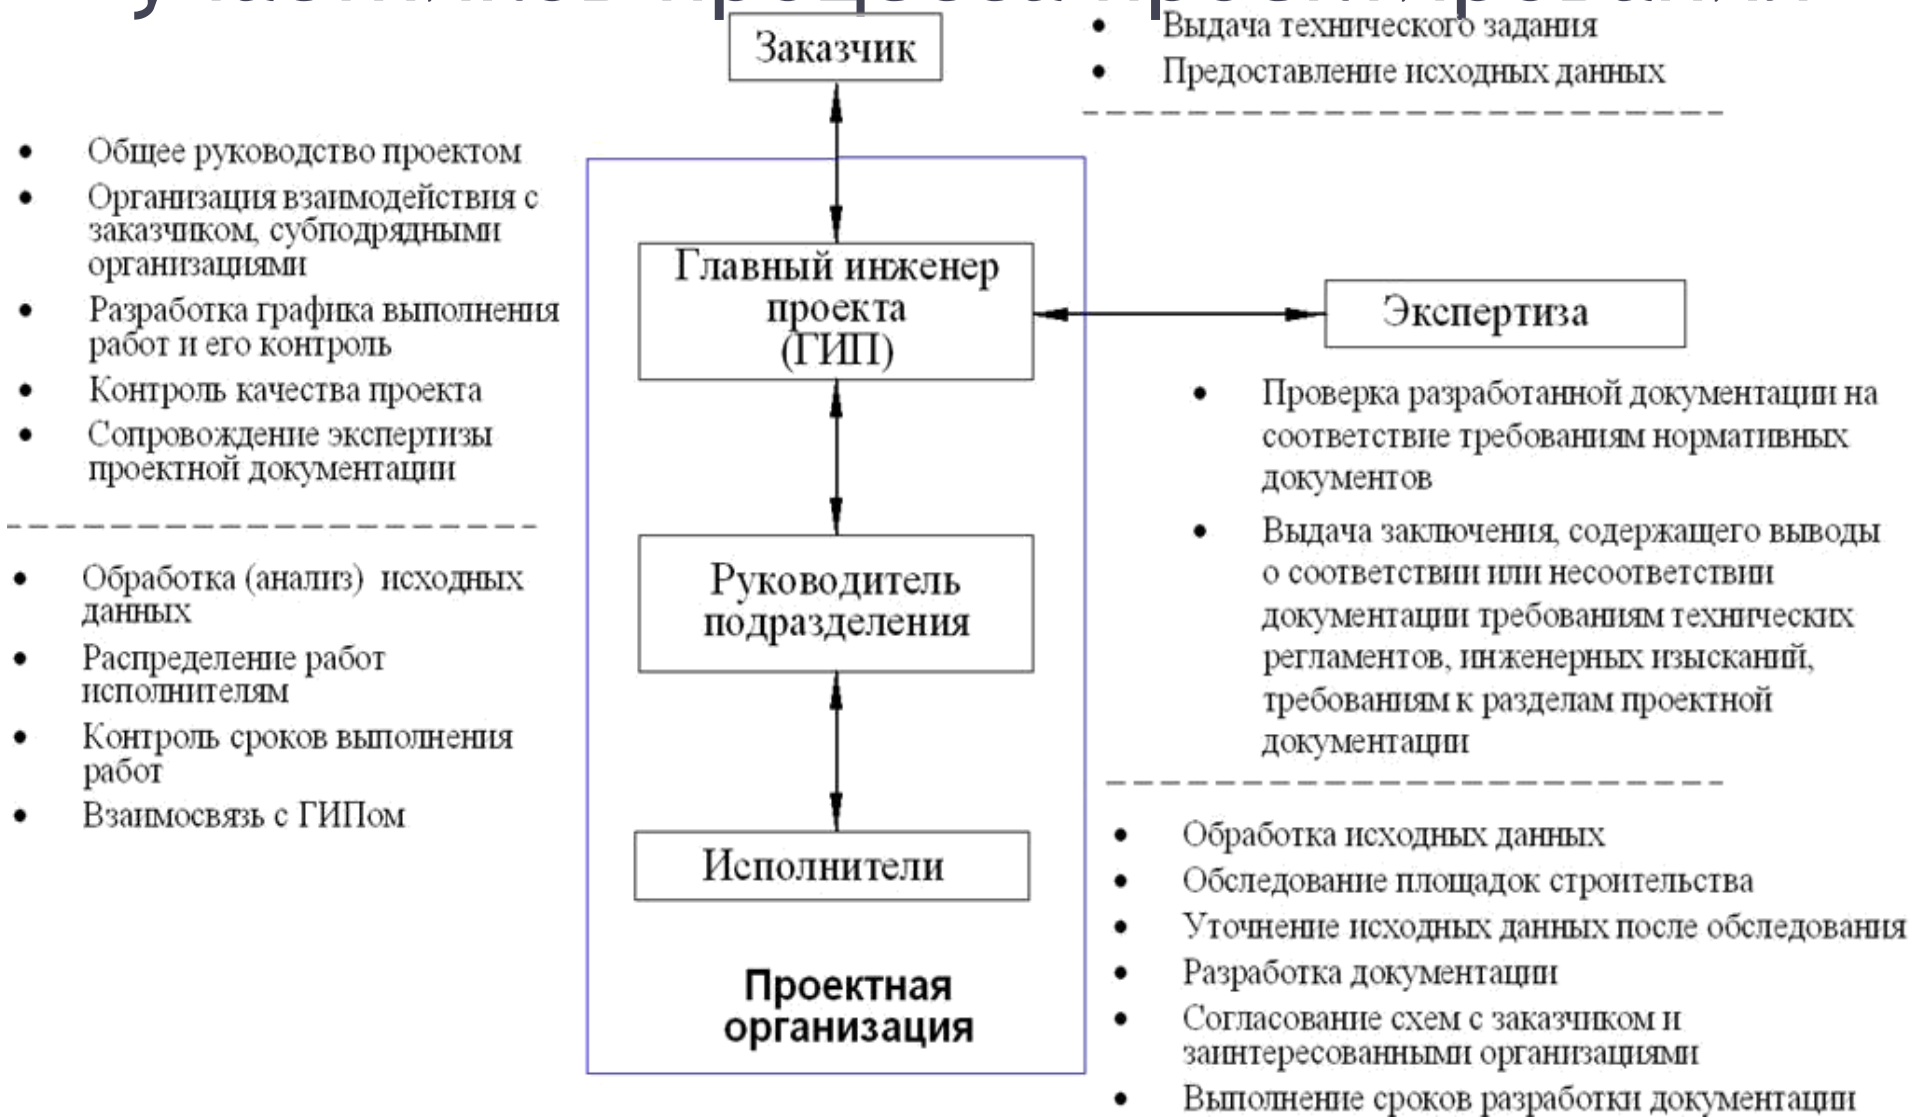 участников процесса проектирования
Заказчик
• Выдача технического задания
• Предоставление исходных данных
• Общее руководство проектом
• Организация взаимодействия с
заказчиком, субподрядными
организациями
• Разработка графика выполнения
работ и его контроль
• Контроль качества проекта
• Сопровождение экспертизы
проектной документации
Главный инженер
проекта
(ГИП)
Экспертиза
• Проверка разработанной документации на
соответствие требованиям нормативных
документов
• Выдача заключения, содержащего выводы
о соответствии или несоответствии
документации требованиям технических
регламентов, инженерных изысканий,
требованиям к разделам проектной
документации
• Обработка (анализ) исходных
данных
• Распределение работ
исполнителям
• Контроль сроков выполнения
работ
• Взаимосвязь с ГИПом
Руководитель
подразделения
Исполнители
Проектная
организация
• Обработка исходных данных
• Обследование площадок строительства
• Уточнение исходных данных после обследования
• Разработка документации
• Согласование схем с заказчиком и
заинтересованными организациями
• Выполнение сроков разработки документации